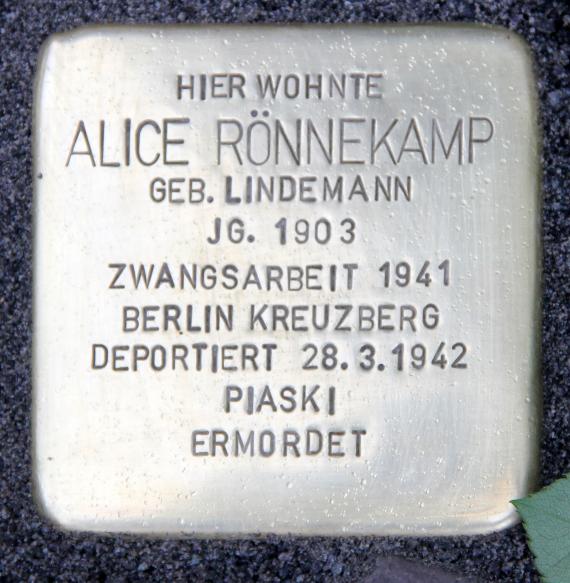 HIER WOHNTE
ALICE RÖNNEKAMP
GEB. LINDEMANN
JG. 1903
ZWANGSARBEIT 1941
BERLIN KREUZBERG
DEPORTIERT 28.3.1942
PIASKI
ERMORDET